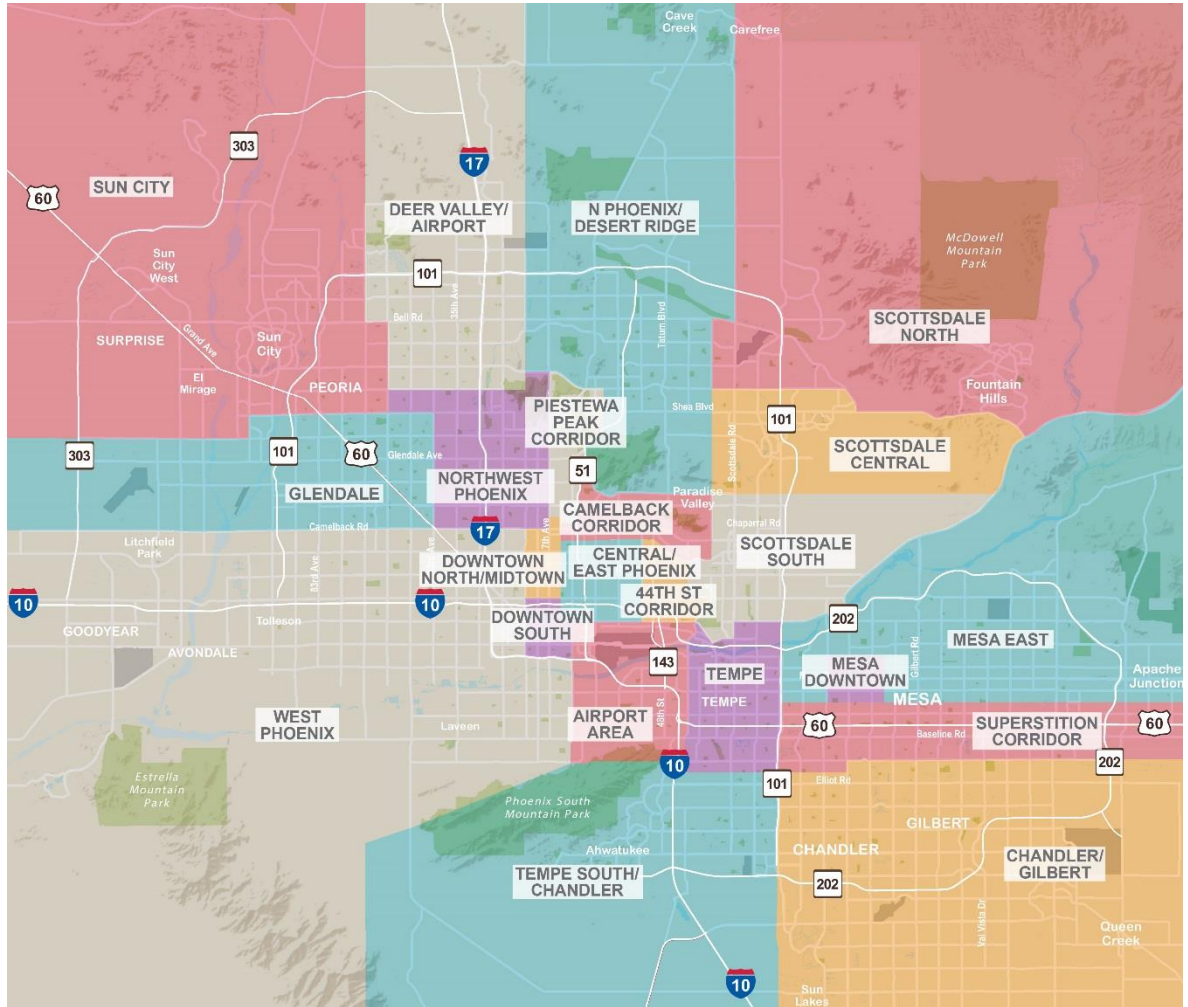 Cave
Creek
Carefree
303
17
60
SUN CITY
DEER VALLEY/
AIRPORT
N PHOENIX/
DESERT RIDGE
McDowell
Mountain
Park
Sun
City
West
101
35th Ave
Bell Rd
Tatum Blvd
SCOTTSDALE
NORTH
SURPRISE
Grand Ave
Sun
City
El
Mirage
PEORIA
Fountain
Hills
PIESTEWA
PEAK
CORRIDOR
Shea Blvd
101
Scottsdale Rd
SCOTTSDALE
CENTRAL
303
101
60
Glendale Ave
GLENDALE
NORTHWEST
PHOENIX
51
Paradise
Valley
CAMELBACK
CORRIDOR
Chaparral Rd
Camelback Rd
17
7th Ave
Litchfield
Park
83rd Ave
Ave
DOWNTOWN
NORTH/MIDTOWN
CENTRAL/
EAST PHOENIX
SCOTTSDALE
SOUTH
10
10
44TH ST
CORRIDOR
GOODYEAR
Tolleson
DOWNTOWN
SOUTH
202
Gilbert Rd
MESA EAST
AVONDALE
143
TEMPE
MESA
DOWNTOWN
Apache
Junction
TEMPE
MESA
WEST
PHOENIX
Laveen
AIRPORT
AREA
48th St
60
Baseline Rd
SUPERSTITION
CORRIDOR
60
10
202
Estrella
Mountain
Park
101
Elliot Rd
Phoenix South
Mountain Park
GILBERT
Ahwatukee
CHANDLER
CHANDLER/
GILBERT
TEMPE SOUTH/
CHANDLER
202
Val Vista Dr
Queen
Creek
10
Sun
Lakes